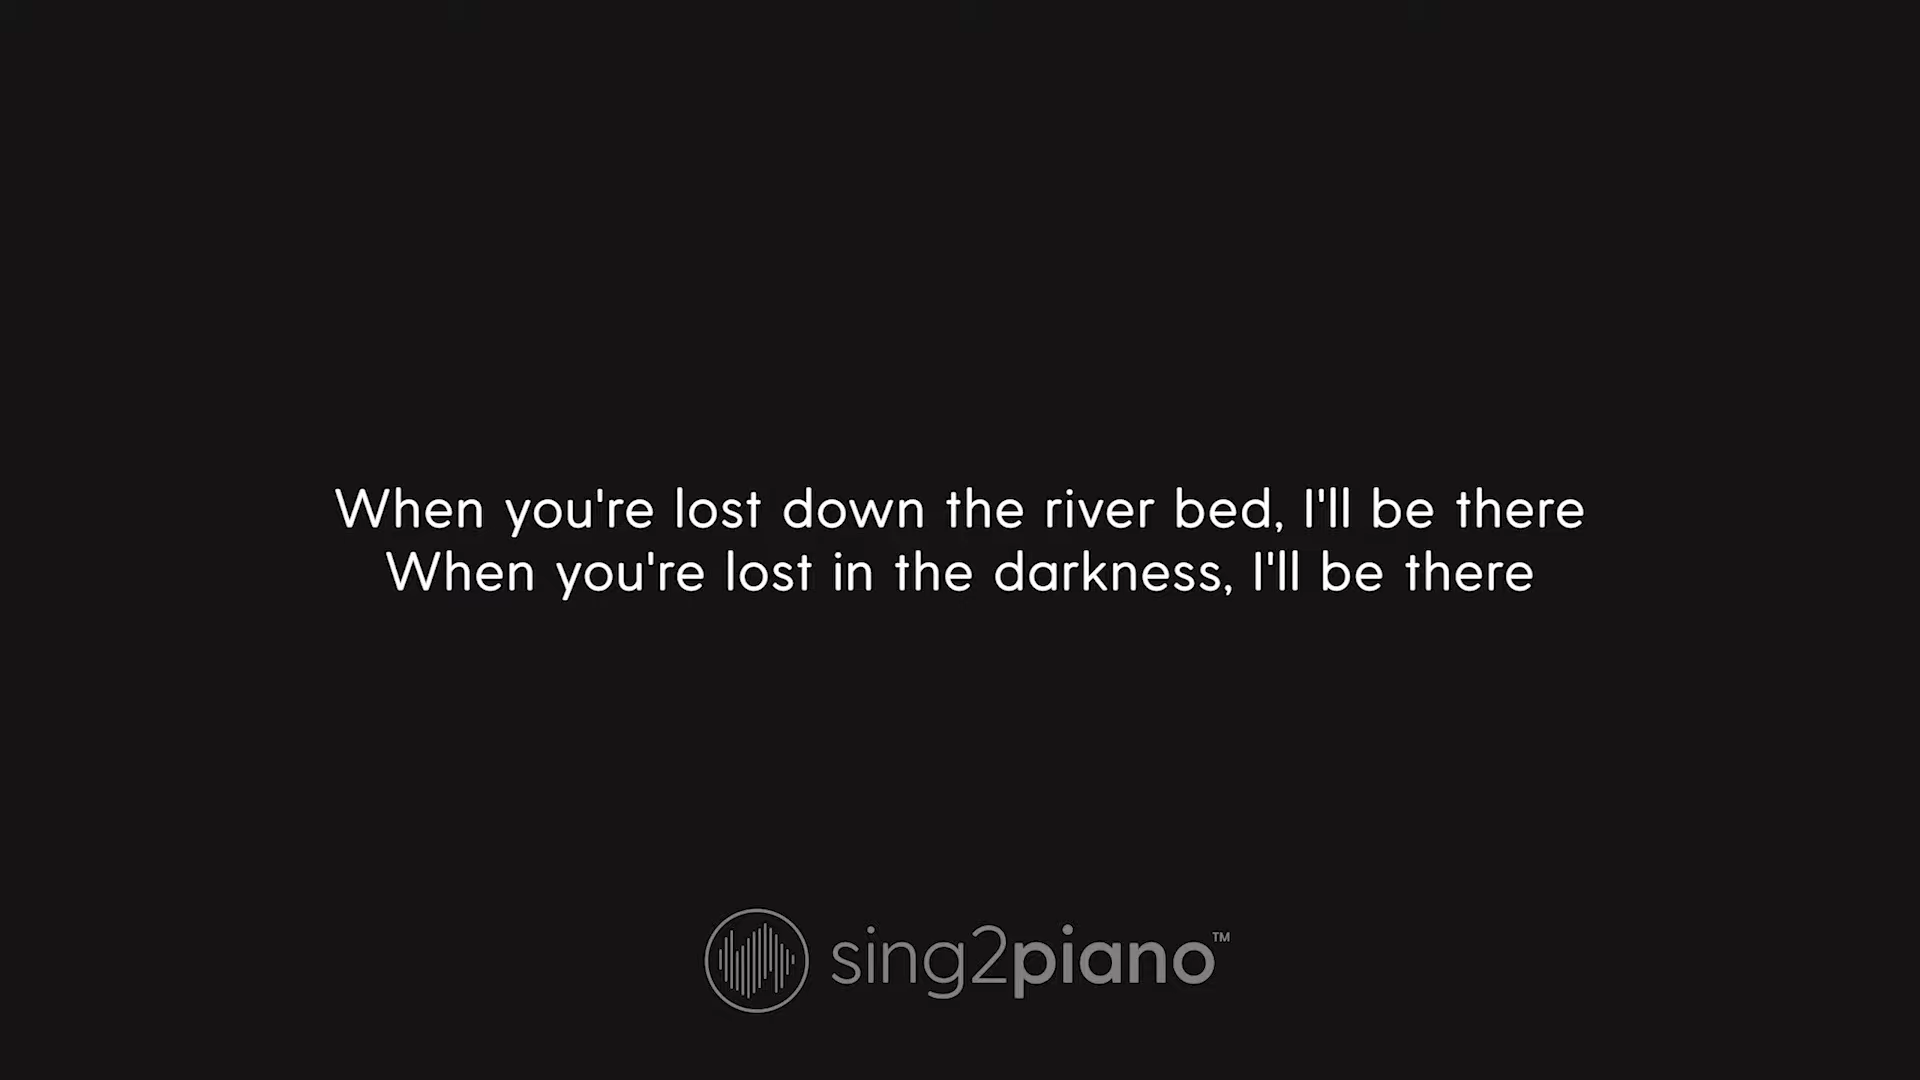 When you're lost down the river bed, I'll be there
When you're lost in the darkness, I'll be there
sing2piano™